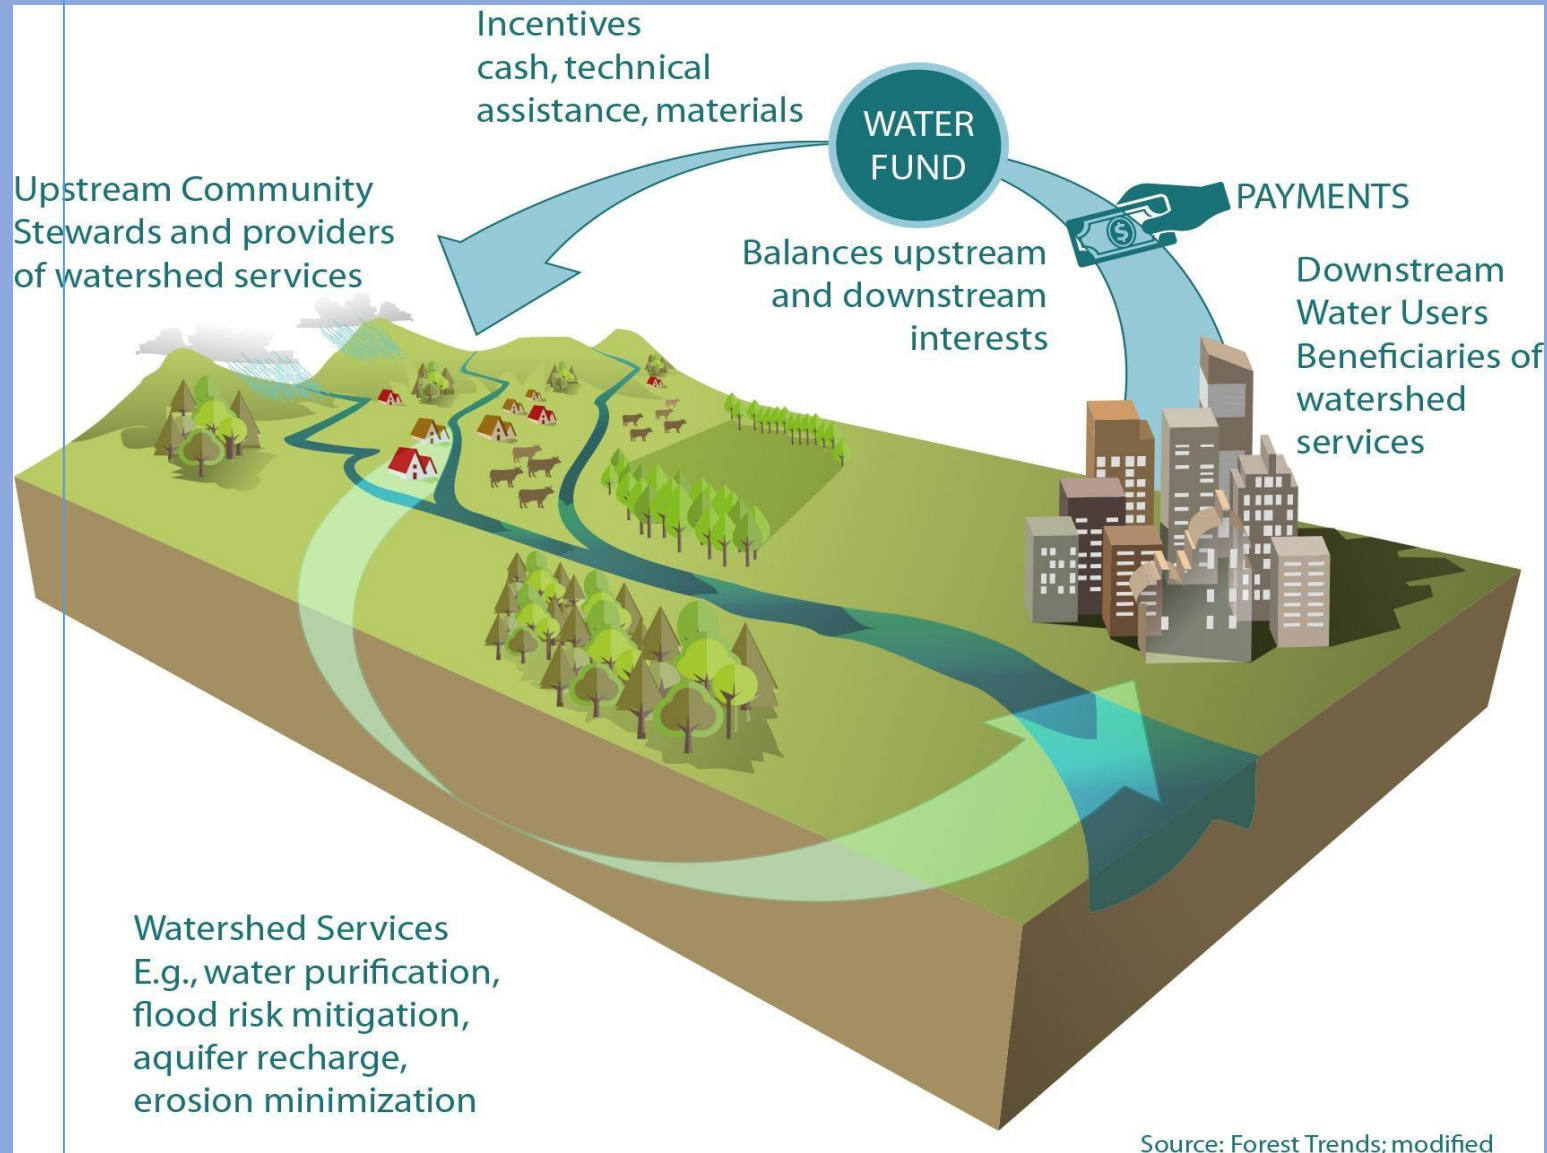 Incentives
cash, technical
assistance, materials
WATER
FUND
Upstream Community
Stewards and providers
of watershed services
PAYMENTS
Balances upstream
and downstream
interests
Downstream
Water Users
Beneficiaries of
watershed
services
Watershed Services
E.g., water purification,
flood risk mitigation,
aquifer recharge,
erosion minimization
Source: Forest Trends; modified